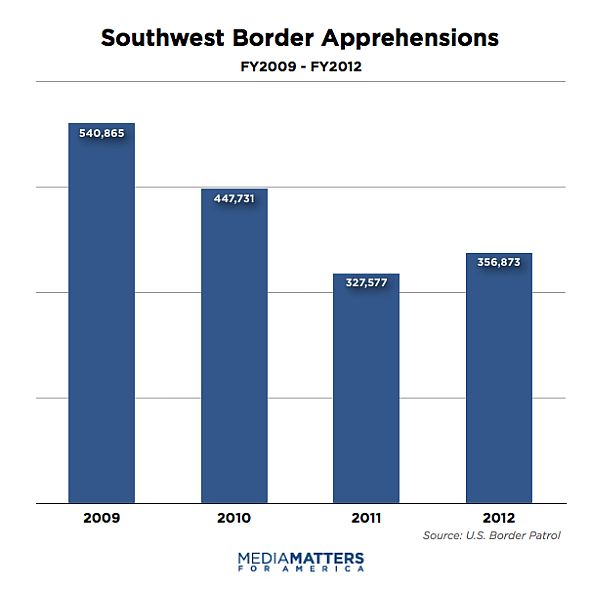 Southwest Border Apprehensions
FY2009 - FY2012
540,865
447,731
327,577
356,873
2009 2010 2011 2012
Source: U.S. Border Patrol
MEDIAMATTERS
FOR AMERICA